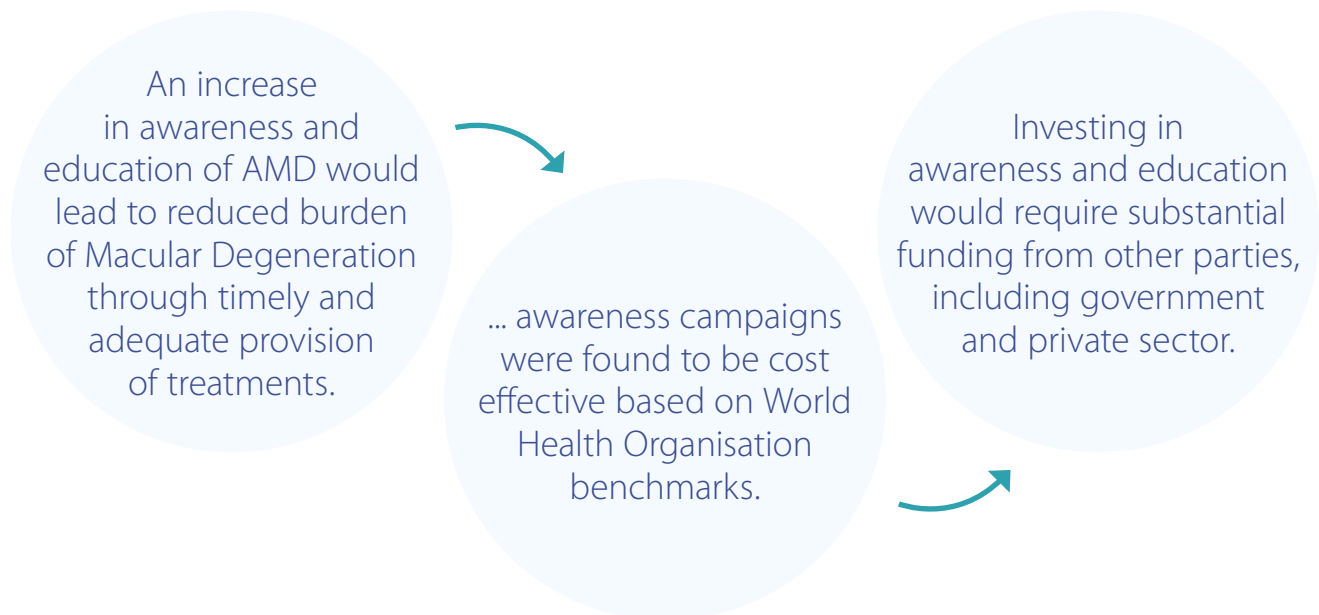 An increase
in awareness and
education of AMD would
lead to reduced burden
of Macular Degeneration
through timely and
adequate provision
of treatments.
... awareness campaigns
were found to be cost
effective based on World
Health Organisation
benchmarks.
Investing in
awareness and education
would require substantial
funding from other parties,
including government
and private sector.